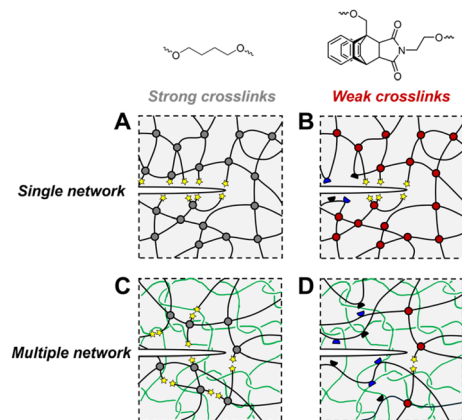 O
O
O
O
N
O
O
Strong crosslinks
Weak crosslinks
A
B
Single network
C
D
Multiple network